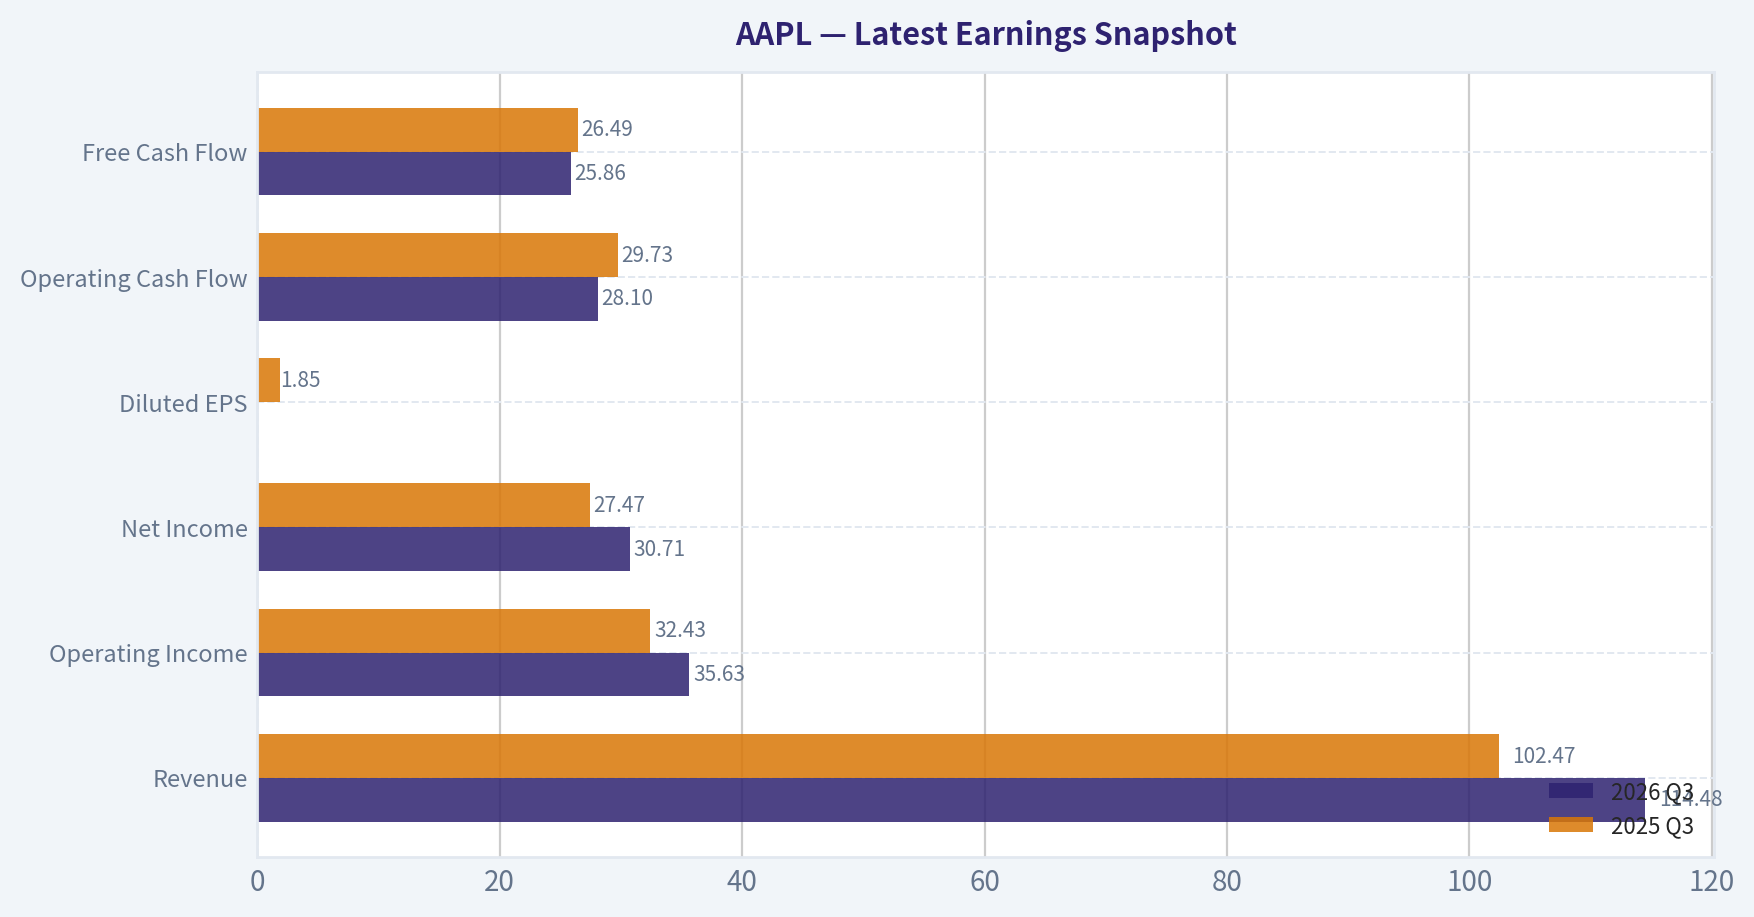 AAPL — Latest Earnings Snapshot
Free Cash Flow
26.49
25.86
Operating Cash Flow
29.73
28.10
Diluted EPS
1.85
Net Income
27.47
30.71
Operating Income
32.43
35.63
Revenue
102.47
114.48
2026 Q3
2025 Q3
0 20 40 60 80 100 120